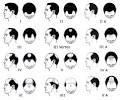 I II II A
III III Vertex III A
IV V IV A
VI VII V A